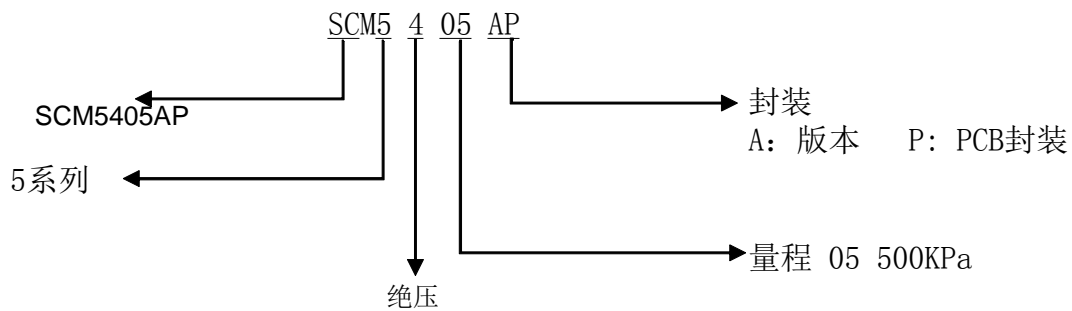 SCM5 4 05 AP
SCM5405AP
封装
A: 版本 P: PCB封装
5系列
量程 05 500KPa
绝压